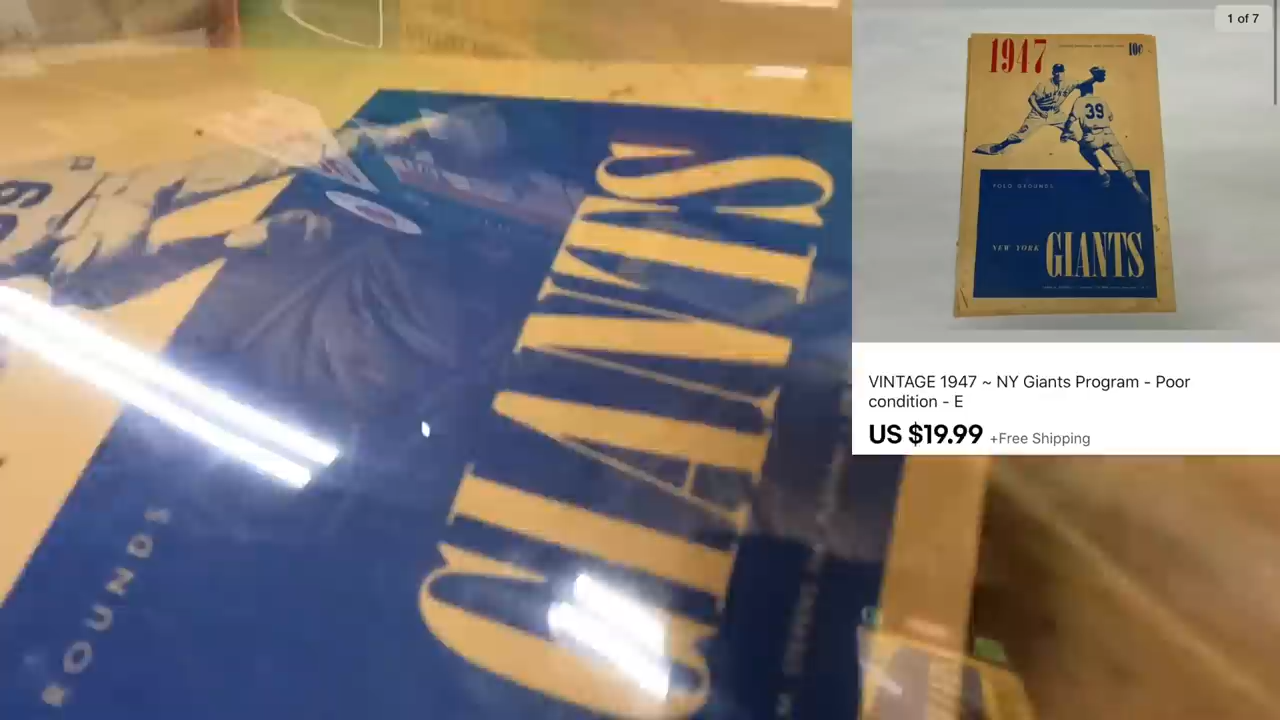 GIANTS
ROUNDS
1 of 7
1947
10¢
39
POLO GROUNDS
NEW YORK GIANTS
VINTAGE 1947 ~ NY Giants Program - Poor
condition - E
US $19.99 +Free Shipping